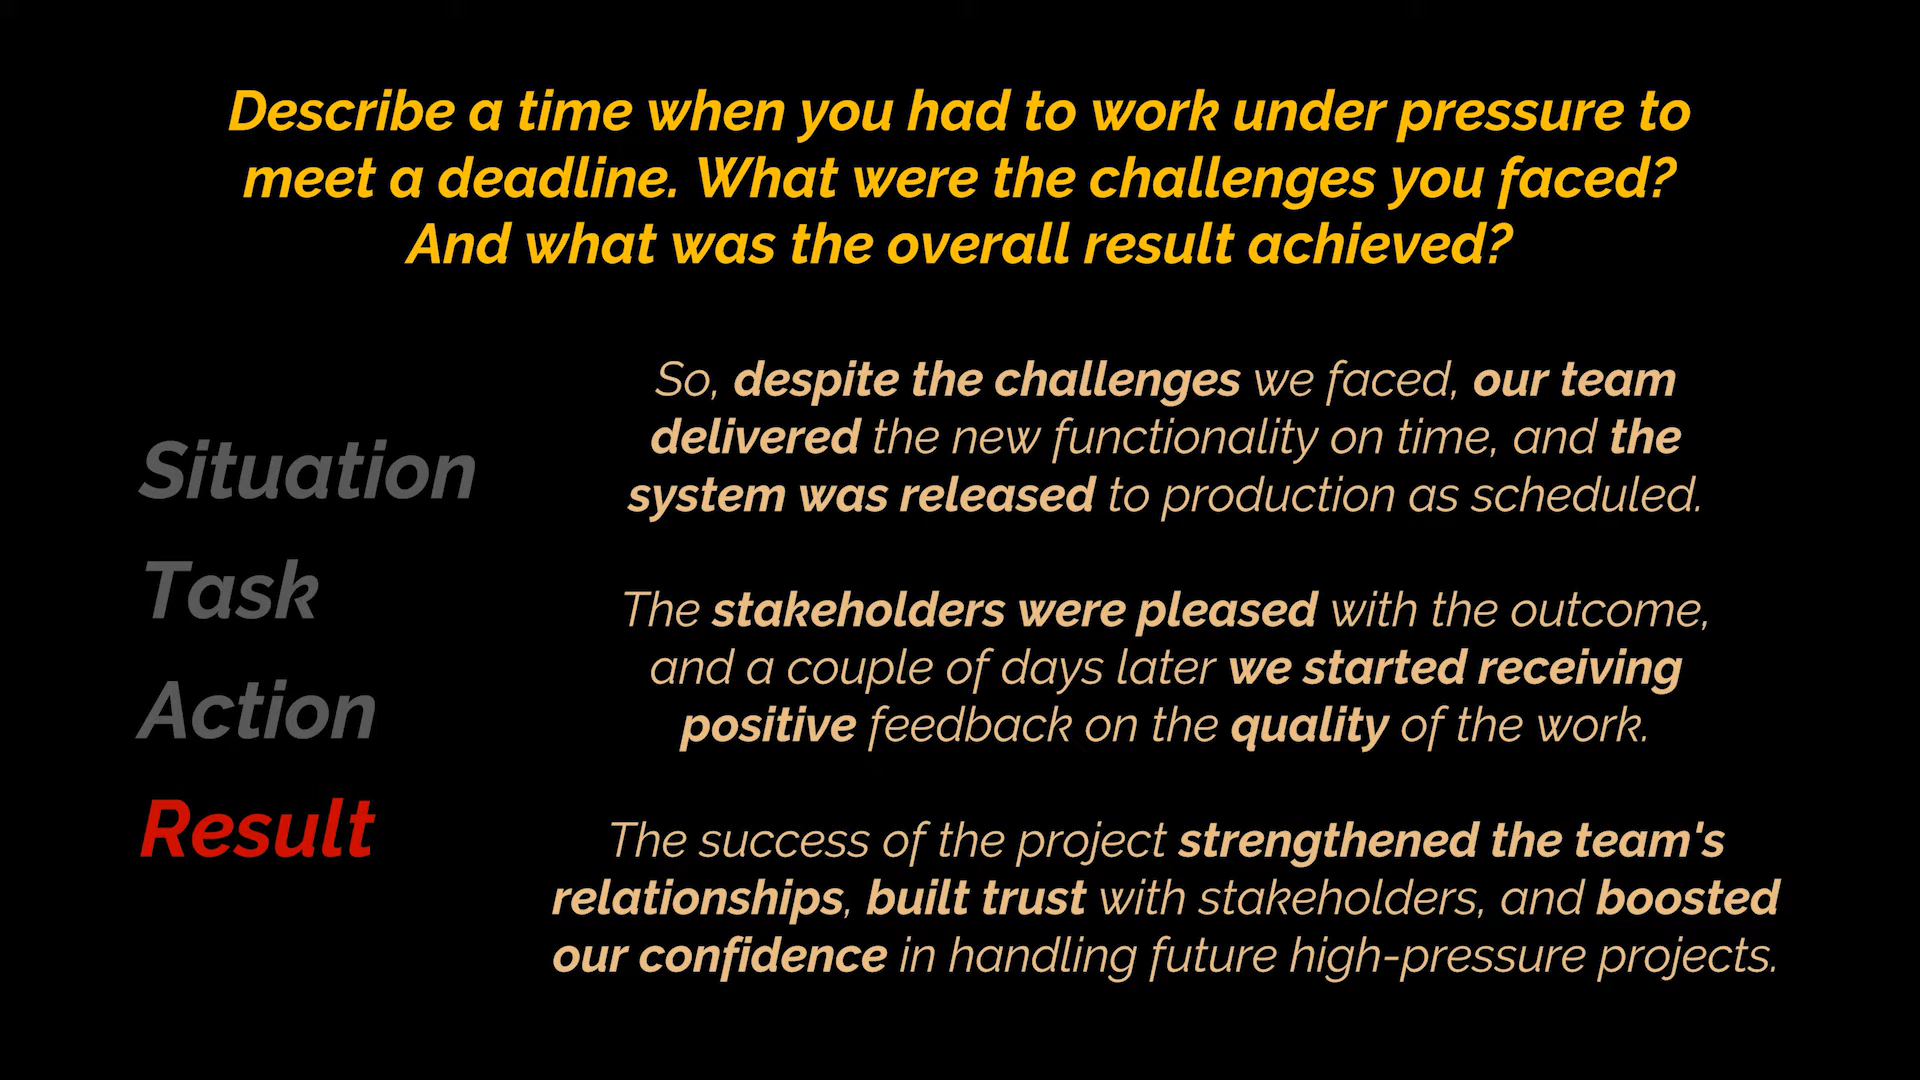 Describe a time when you had to work under pressure to
meet a deadline. What were the challenges you faced?
And what was the overall result achieved?
Situation
Task
Action
Result
So, despite the challenges we faced, our team
delivered the new functionality on time, and the
system was released to production as scheduled.
The stakeholders were pleased with the outcome,
and a couple of days later we started receiving
positive feedback on the quality of the work.
The success of the project strengthened the team's
relationships, built trust with stakeholders, and boosted
our confidence in handling future high-pressure projects.